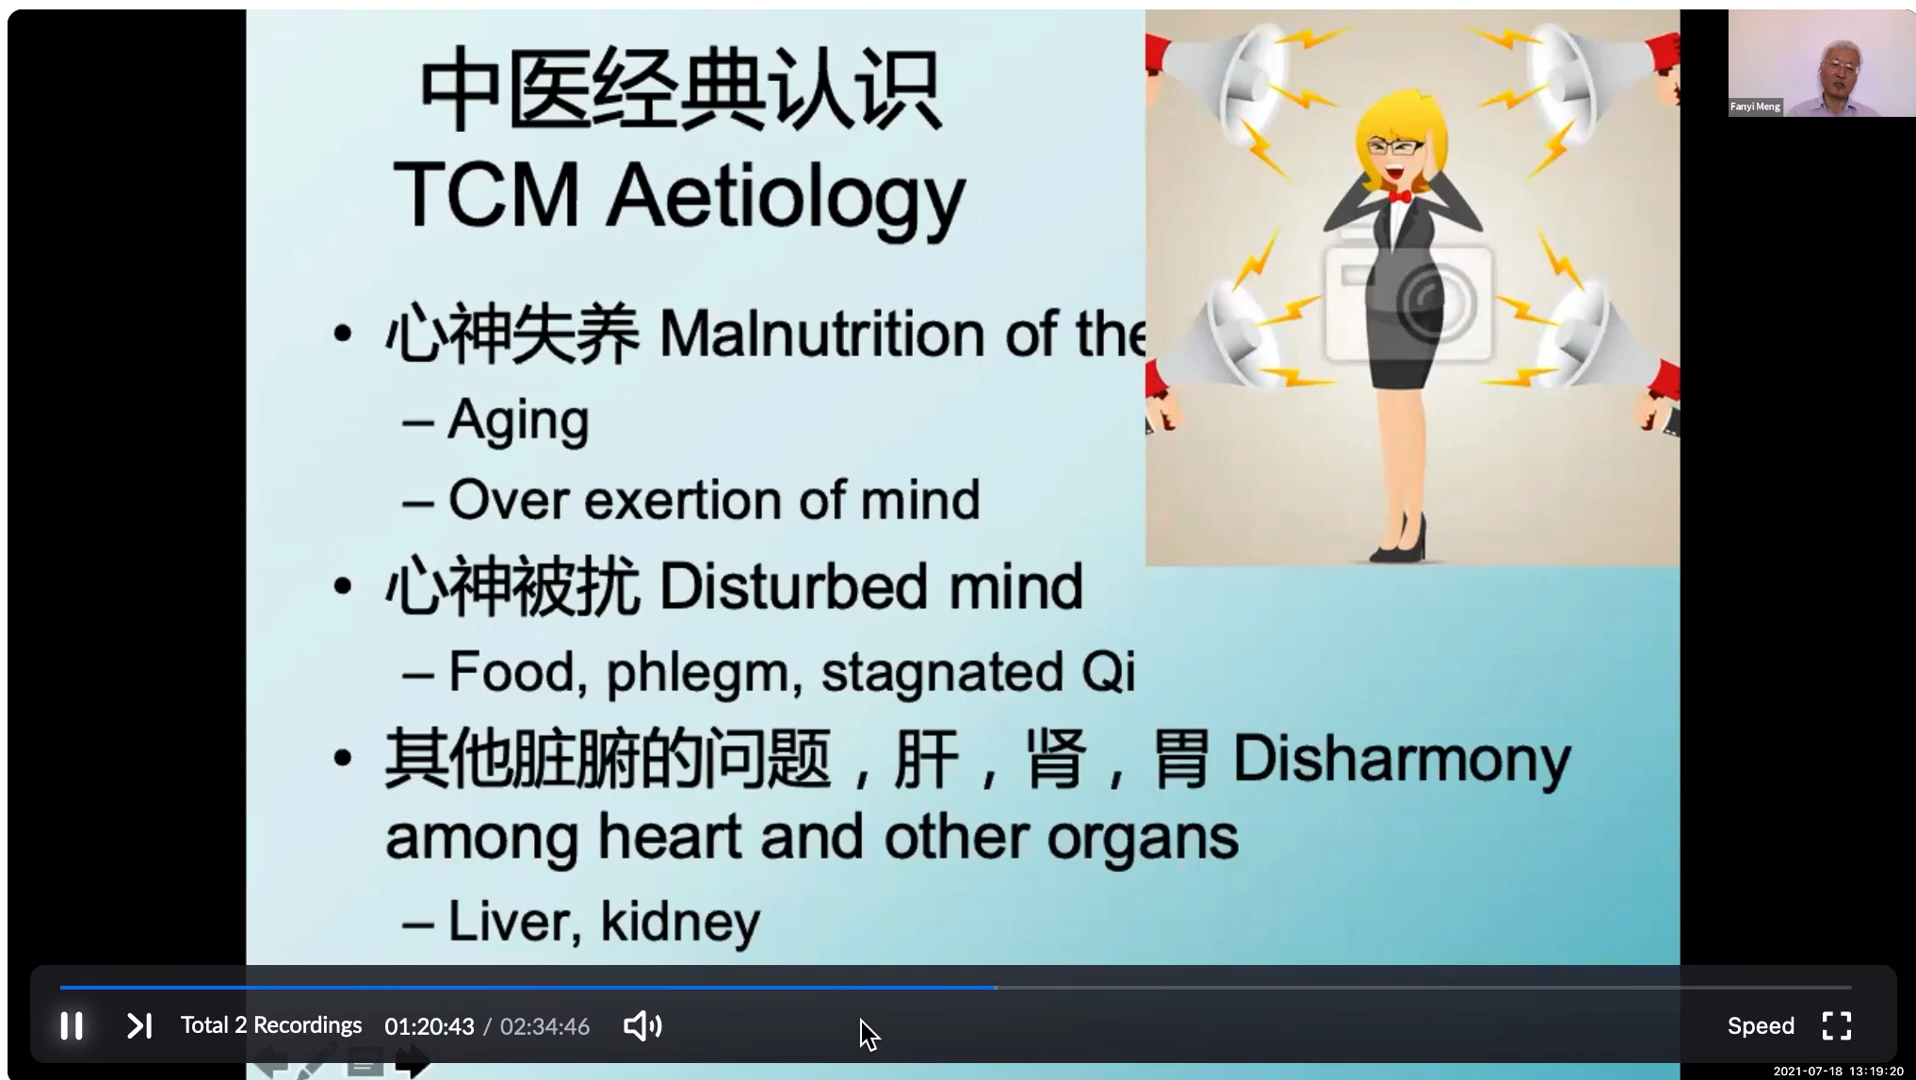 中医经典认识
TCM Aetiology
Fanyi Meng
• 心神失养 Malnutrition of the
– Aging
– Over exertion of mind
• 心神被扰 Disturbed mind
– Food, phlegm, stagnated Qi
• 其他脏腑的问题，肝，肾，胃 Disharmony
among heart and other organs
– Liver, kidney
Total 2 Recordings 01:20:43 / 02:34:46 Speed
2021-07-18 13:19:20